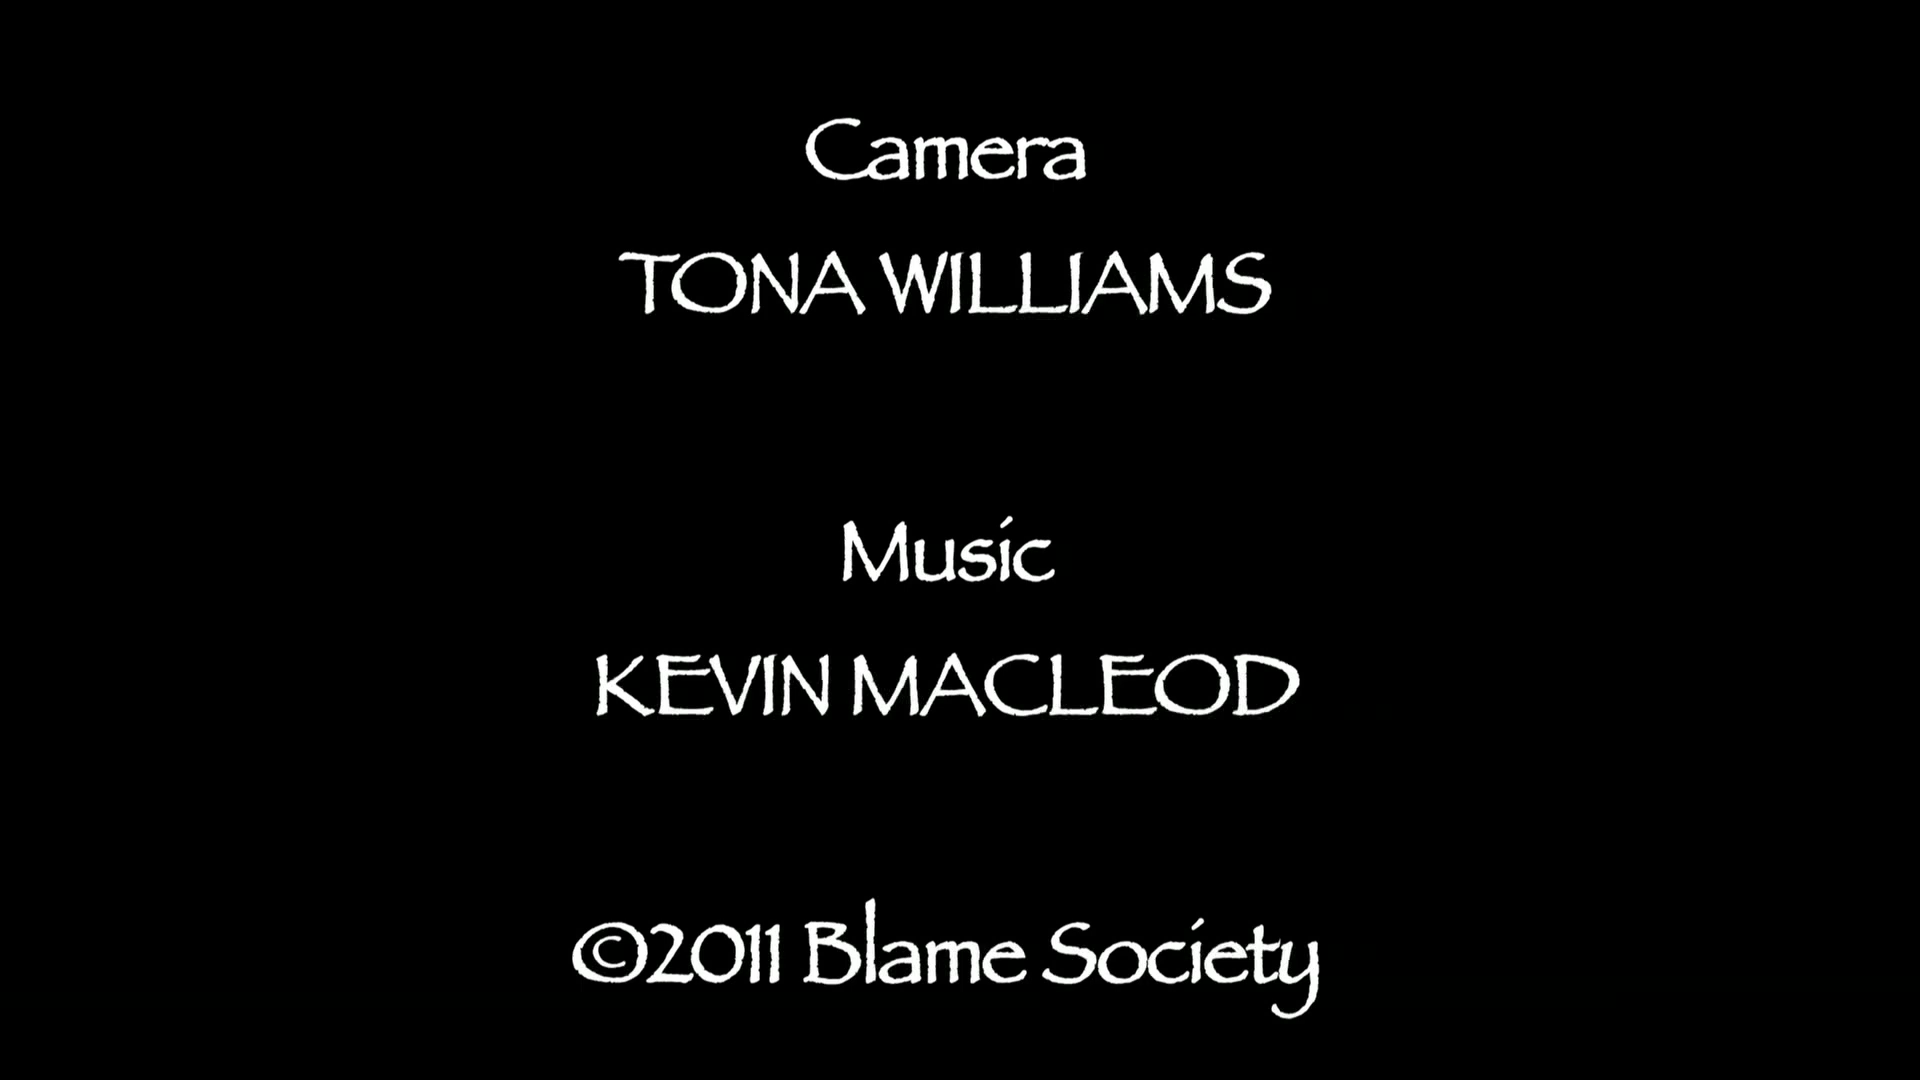 Camera
TONA WILLIAMS
Music
KEVIN MACLEOD
©2011 Blame Society